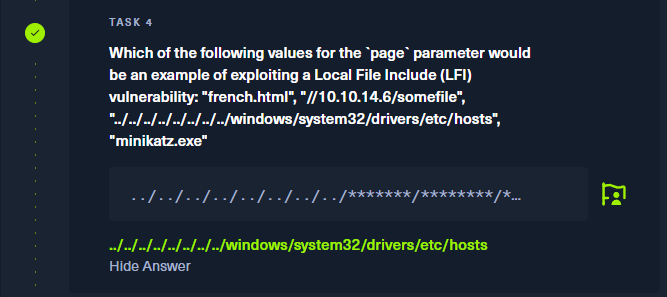 TASK 4
Which of the following values for the `page` parameter would
be an example of exploiting a Local File Include (LFI)
vulnerability: "french.html", "//10.10.14.6/somefile",
"../../../../../../../../windows/system32/drivers/etc/hosts",
"minikatz.exe"
../../../../../../../../*******/********/*…
../../../../../../../../windows/system32/drivers/etc/hosts
Hide Answer